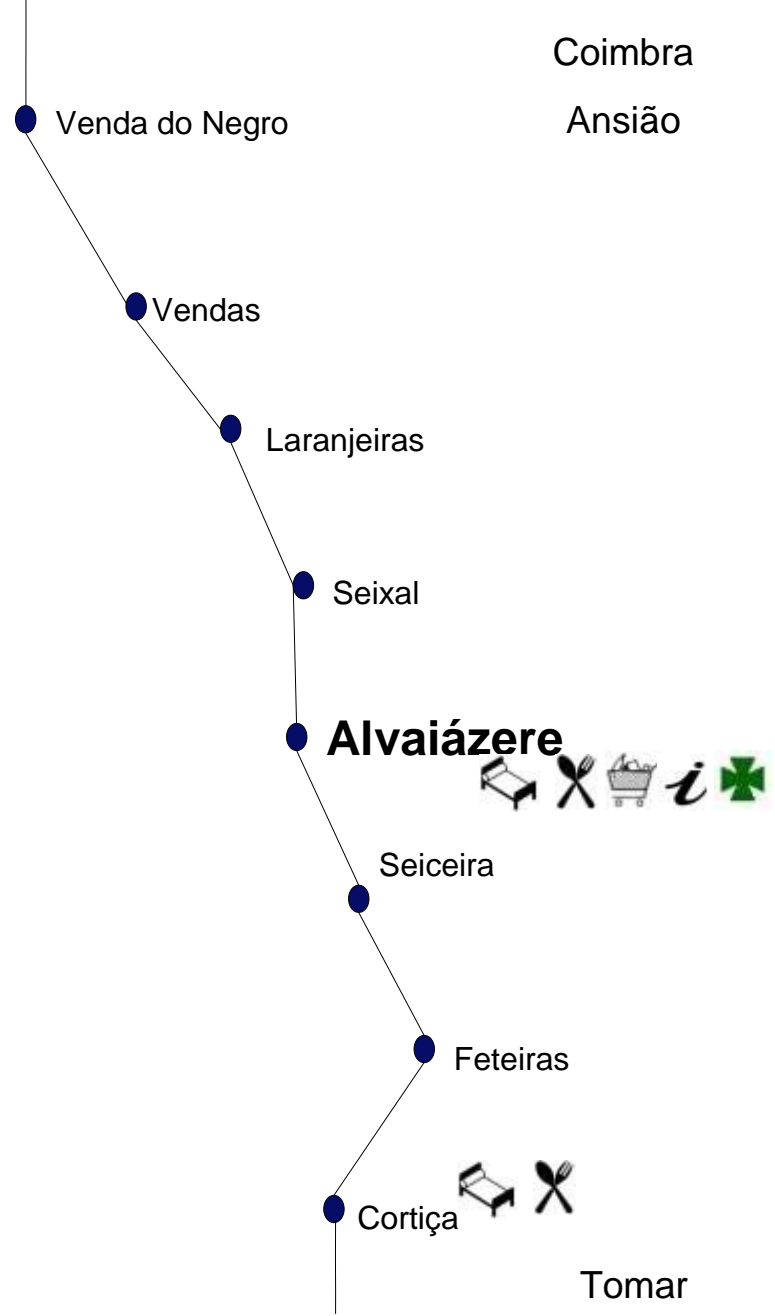 Coimbra
Venda do Negro
Ansião
Vendas
Laranjeiras
Seixal
Alvaiázere
i
Seiceira
Feteiras
Cortiça
Tomar